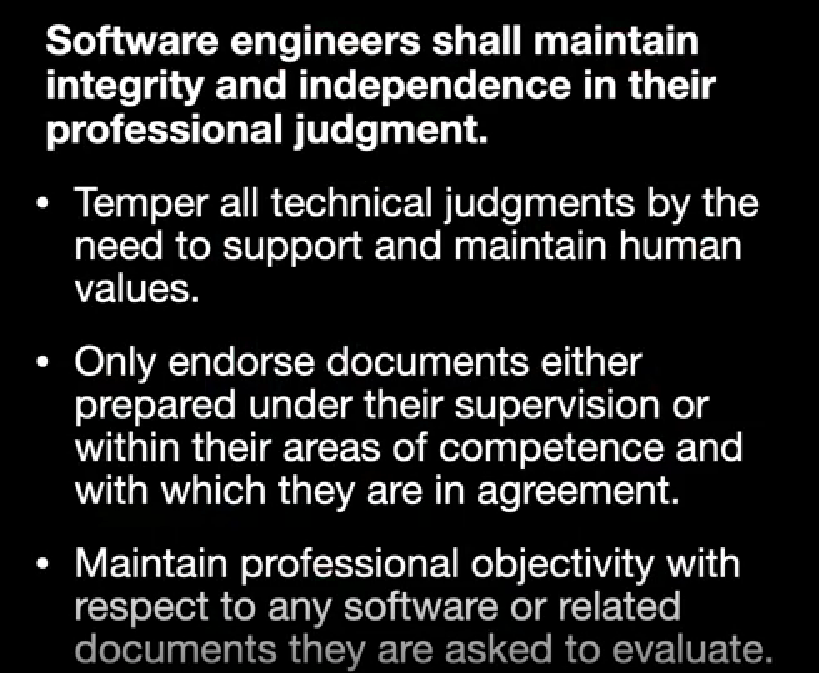 Software engineers shall maintain
integrity and independence in their
professional judgment.
• Temper all technical judgments by the
need to support and maintain human
values.
• Only endorse documents either
prepared under their supervision or
within their areas of competence and
with which they are in agreement.
• Maintain professional objectivity with
respect to any software or related
documents they are asked to evaluate.